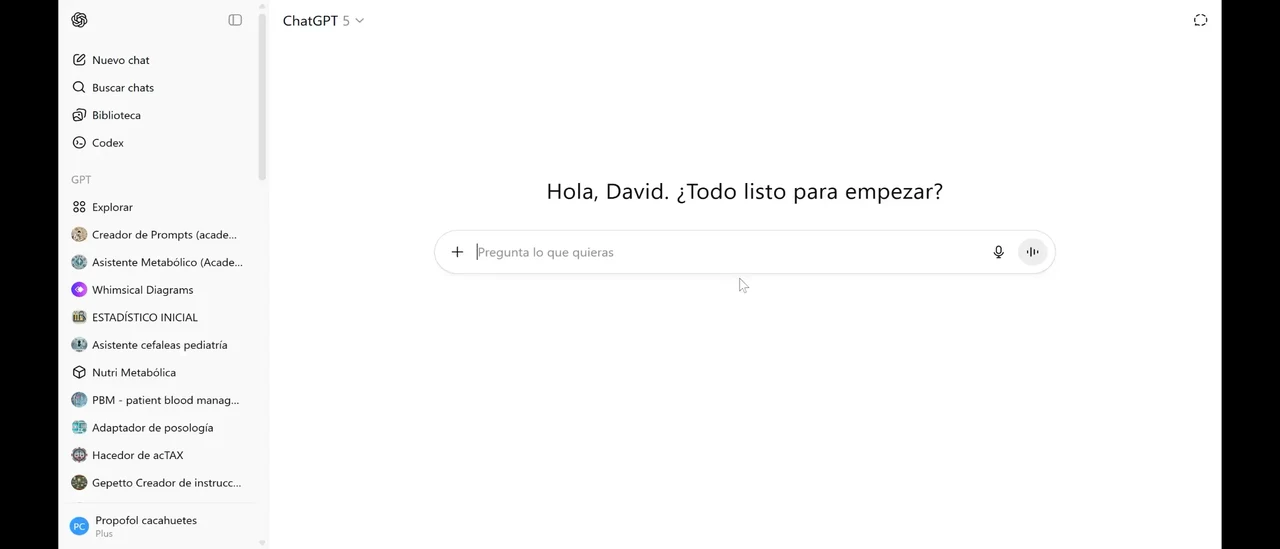 ChatGPT 5
Nuevo chat
Buscar chats
Biblioteca
Codex
GPT
Explorar
Creador de Prompts (acade...
Asistente Metabólico (Acade...
Whimsical Diagrams
ESTADÍSTICO INICIAL
Asistente cefaleas pediatría
Nutri Metabólica
PBM - patient blood manag...
Adaptador de posología
Hacedor de acTAX
Gepetto Creador de instrucc...
PC
Propofol cacahuetes
Plus
Hola, David. ¿Todo listo para empezar?
Pregunta lo que quieras